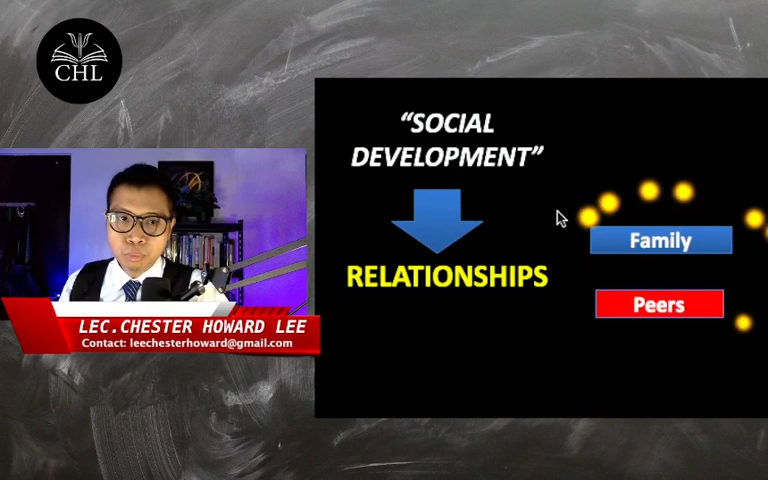 CHL
“SOCIAL
DEVELOPMENT”
RELATIONSHIPS
Family
Peers
LEC.CHESTER HOWARD LEE
Contact: leechesterhoward@gmail.com